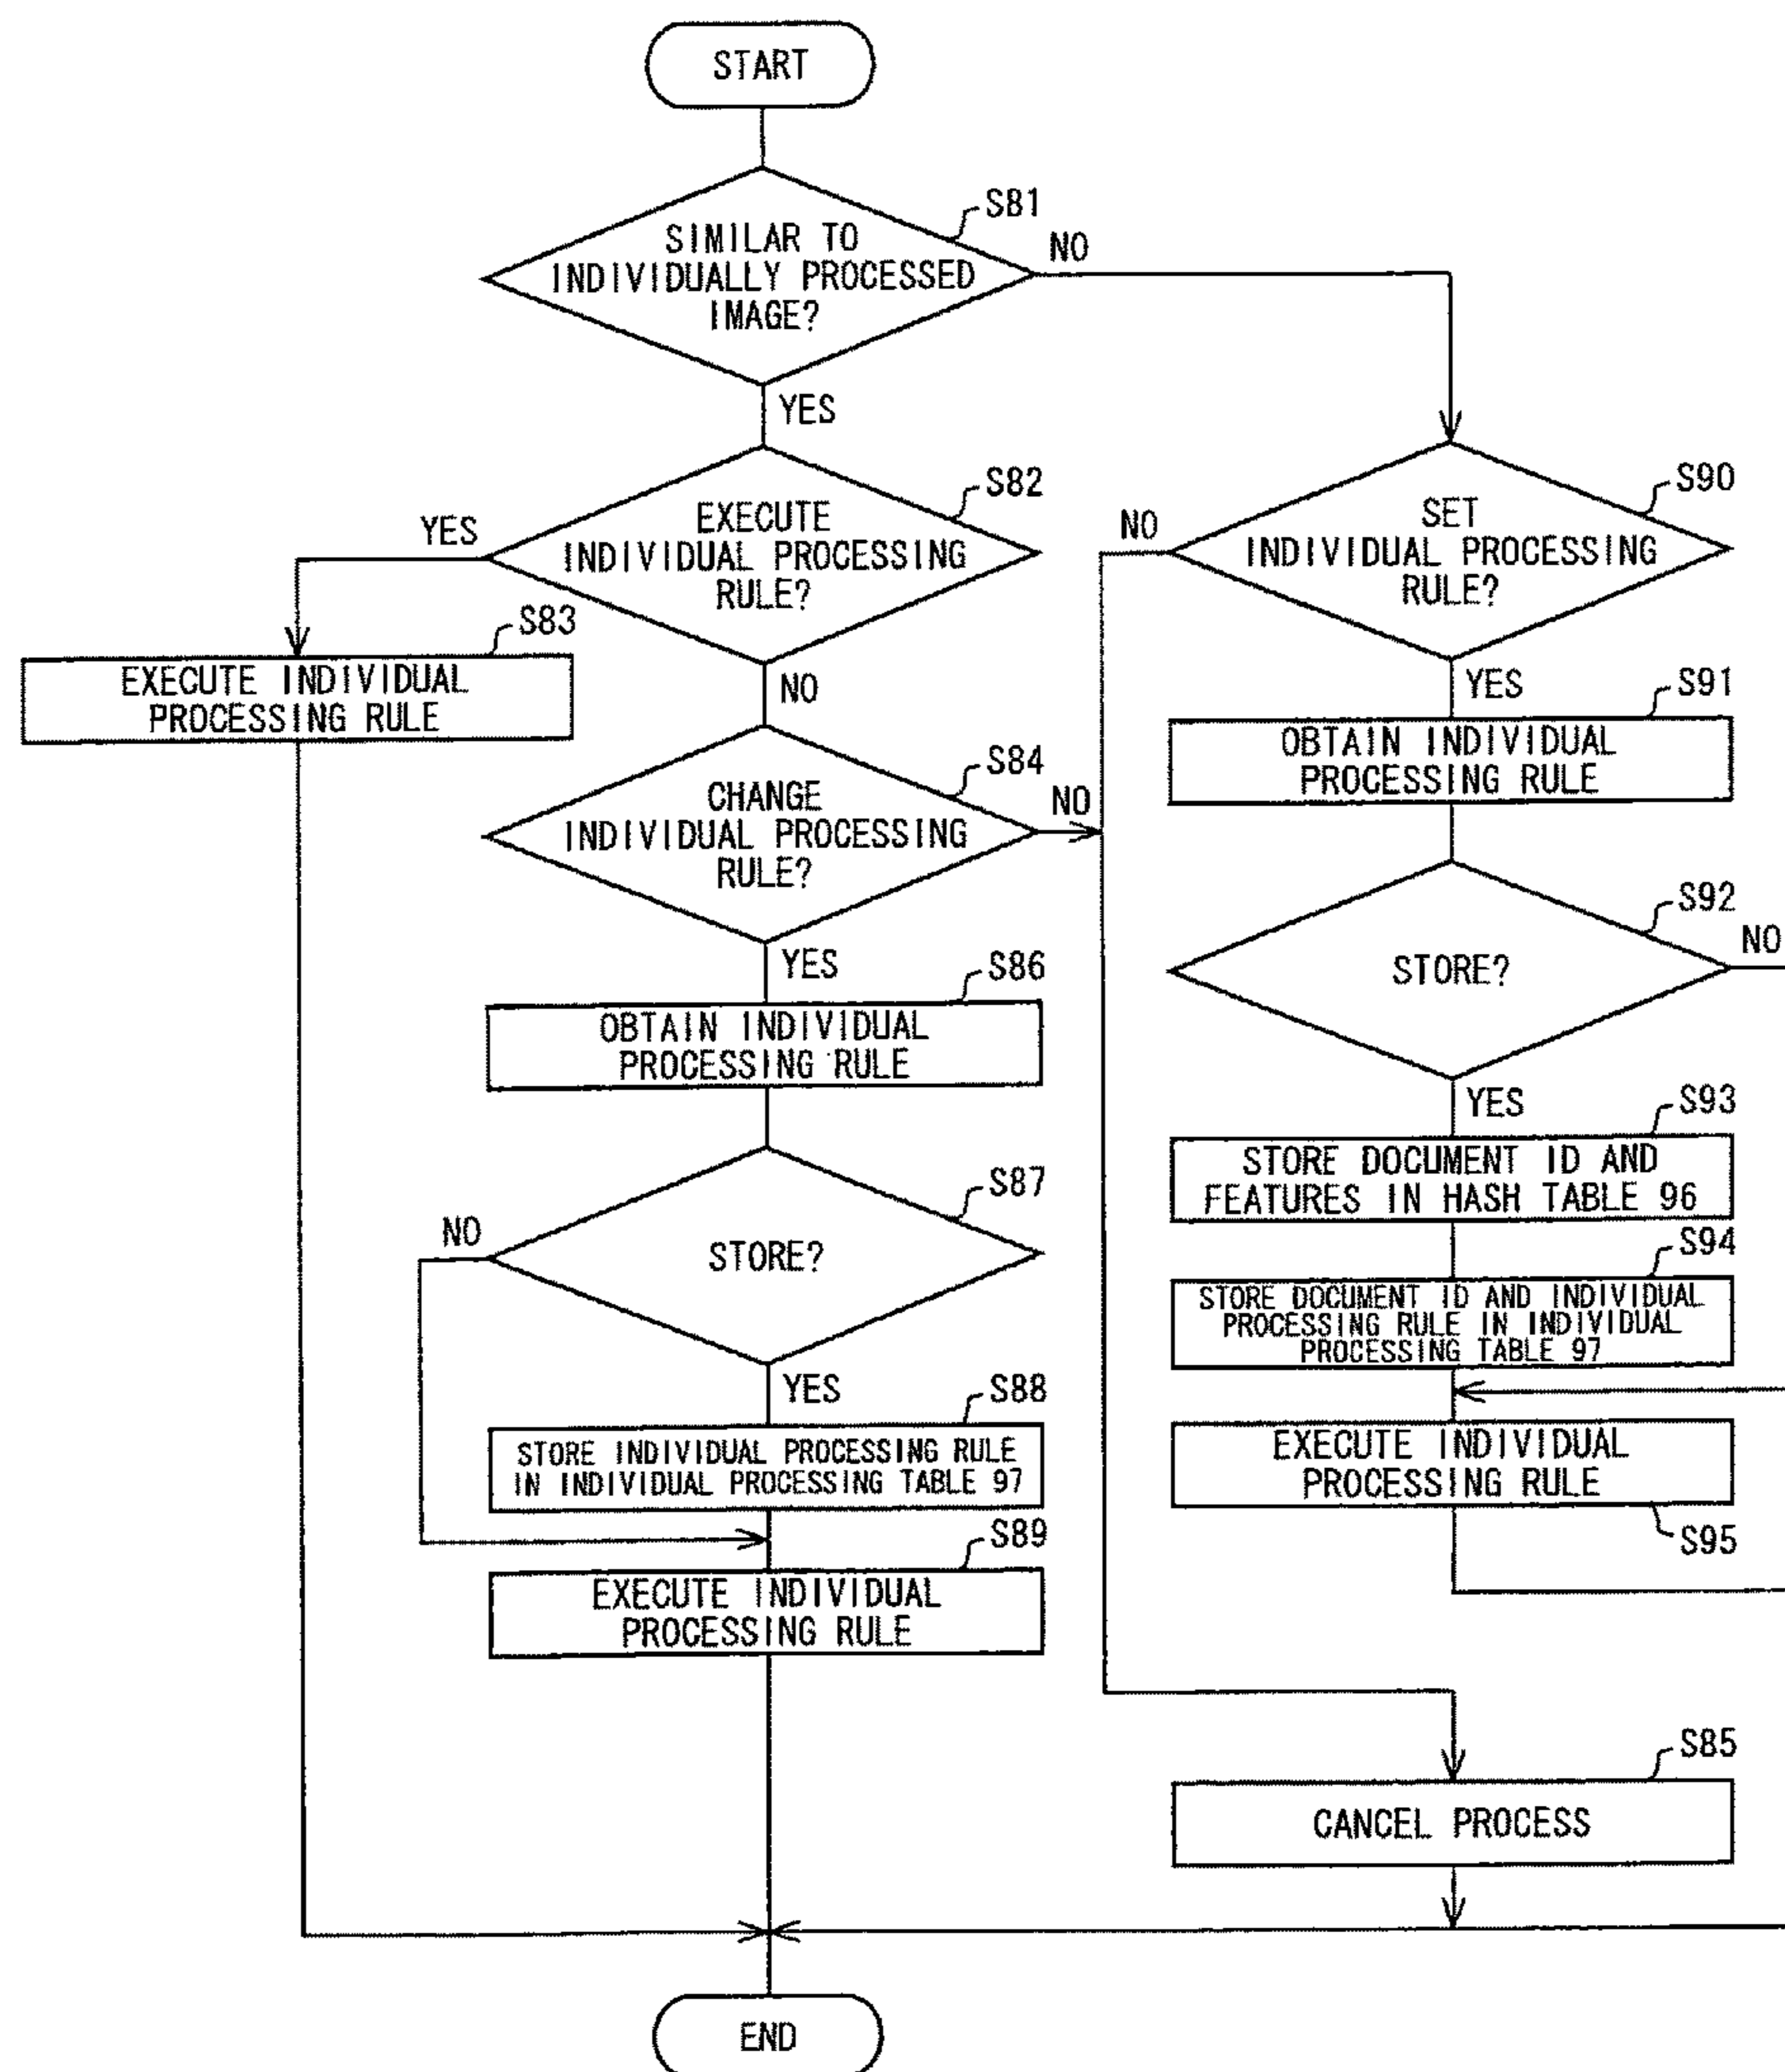 START
S81
SIMILAR TO
INDIVIDUALLY PROCESSED
IMAGE?
NO
YES
S82
EXECUTE
INDIVIDUAL PROCESSING
RULE?
YES
NO
S83
EXECUTE INDIVIDUAL
PROCESSING RULE
S84
CHANGE
INDIVIDUAL PROCESSING
RULE?
NO
YES
S86
OBTAIN INDIVIDUAL
PROCESSING RULE
S87
STORE?
NO
YES
S88
STORE INDIVIDUAL PROCESSING RULE
IN INDIVIDUAL PROCESSING TABLE 97
S89
EXECUTE INDIVIDUAL
PROCESSING RULE
S90
SET
INDIVIDUAL PROCESSING
RULE?
NO
YES
S91
OBTAIN INDIVIDUAL
PROCESSING RULE
S92
STORE?
NO
YES
S93
STORE DOCUMENT ID AND
FEATURES IN HASH TABLE 96
S94
STORE DOCUMENT ID AND INDIVIDUAL
PROCESSING RULE IN INDIVIDUAL
PROCESSING TABLE 97
EXECUTE INDIVIDUAL
PROCESSING RULE
S95
S85
CANCEL PROCESS
END